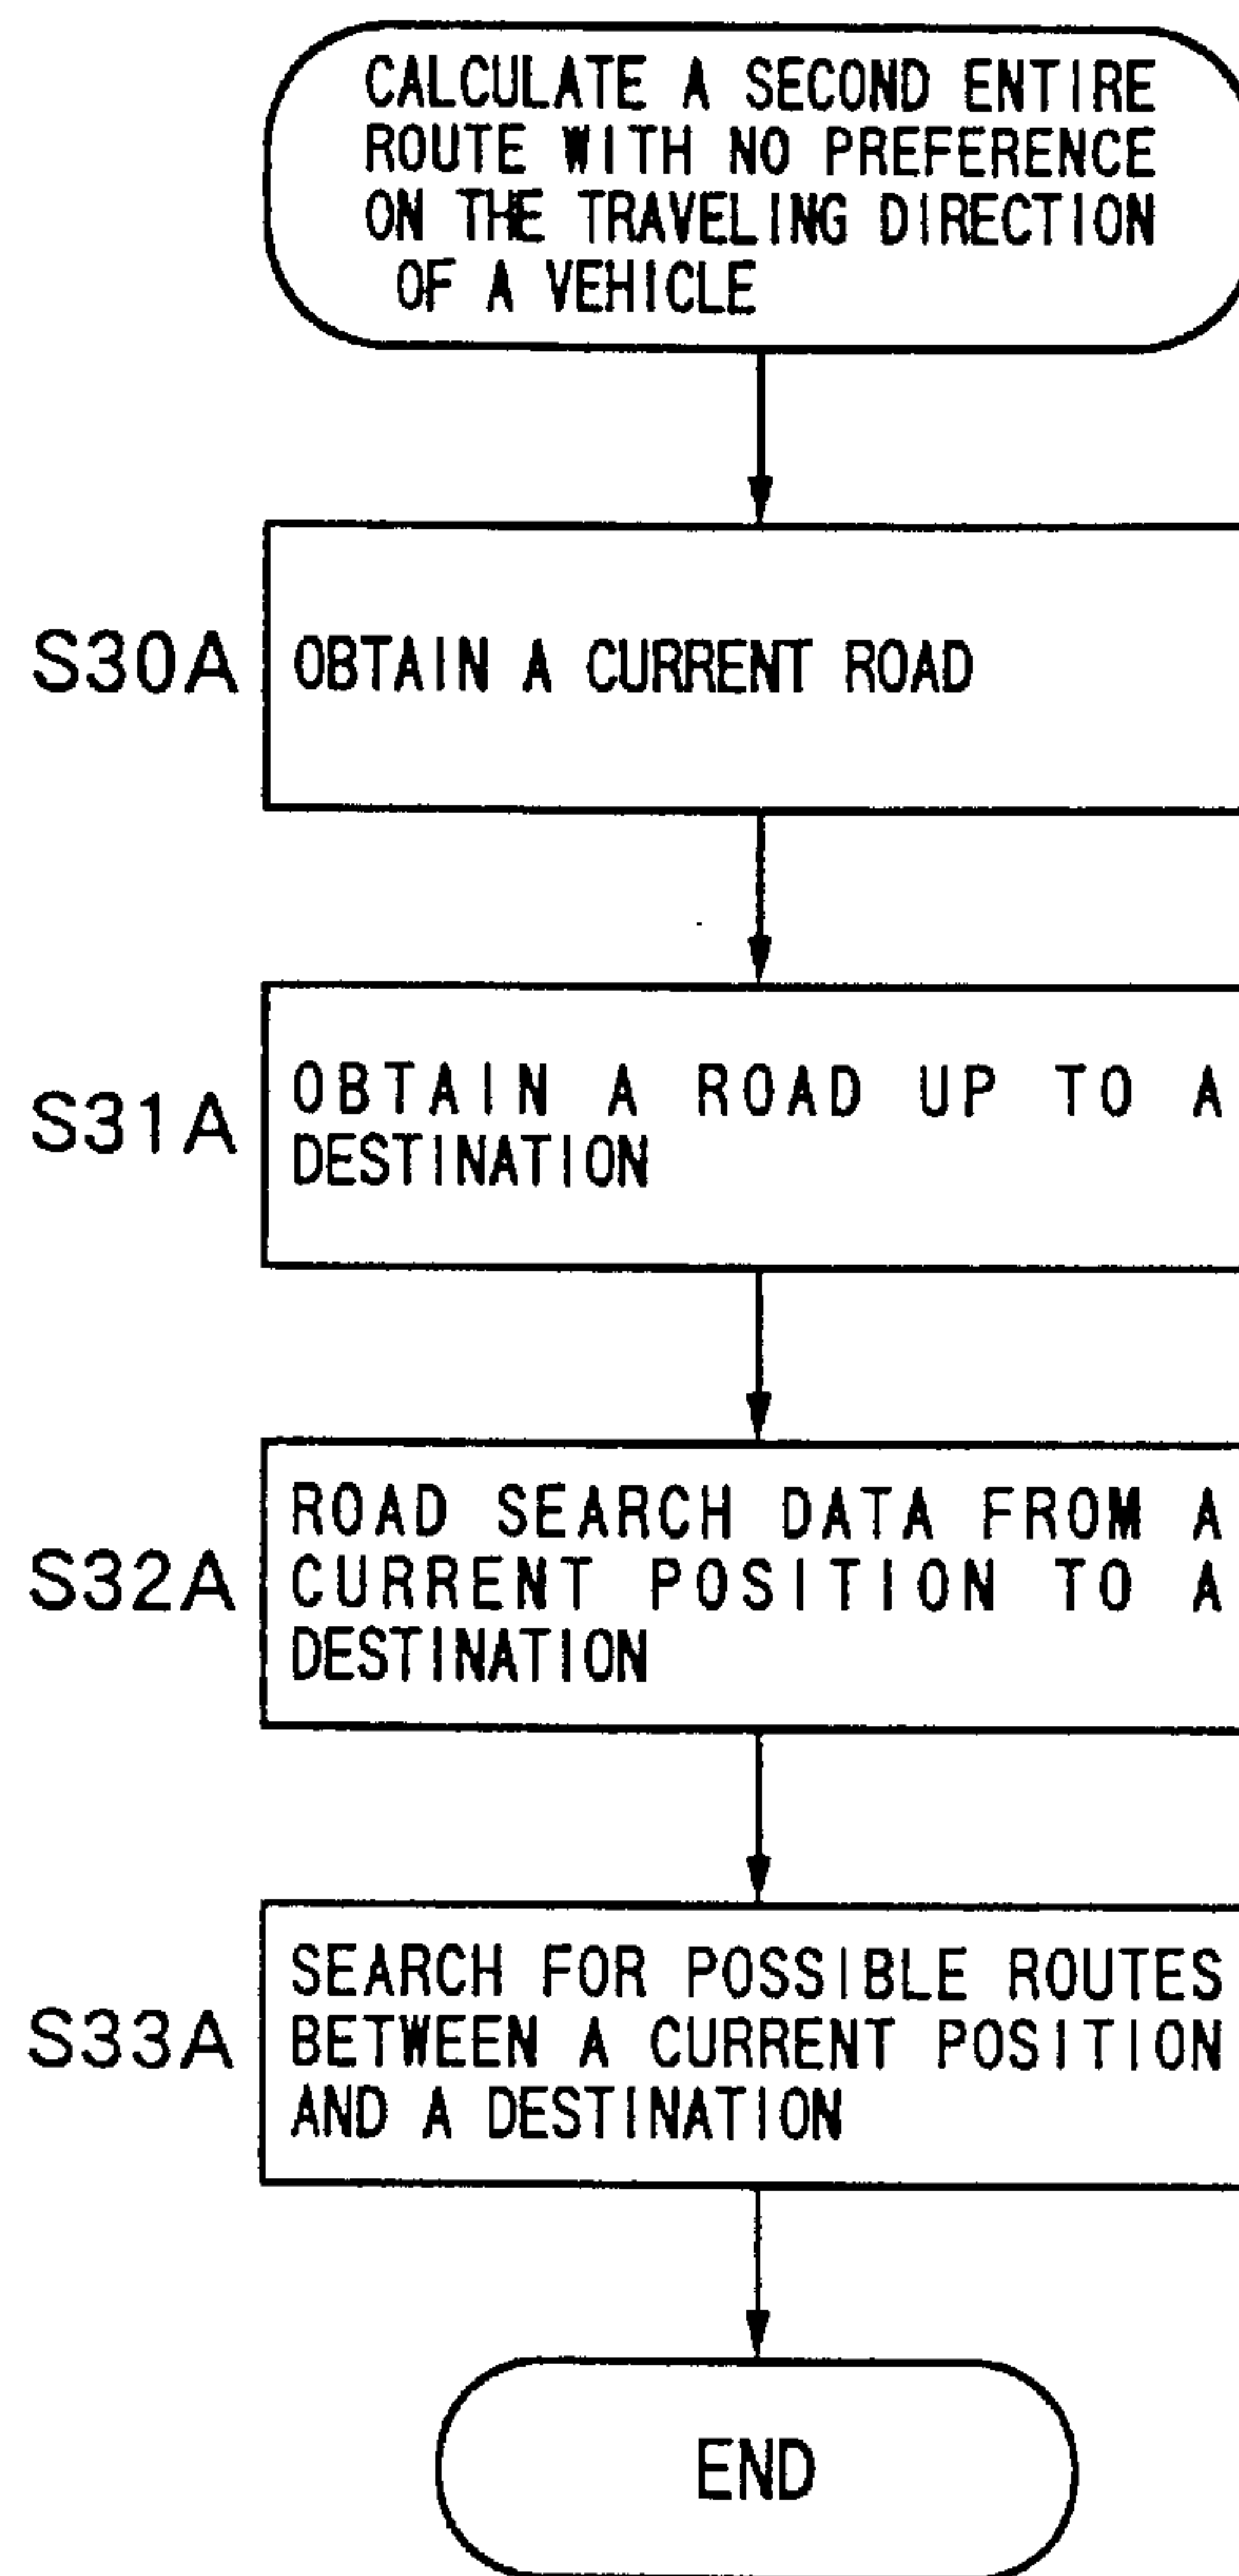 CALCULATE A SECOND ENTIRE
ROUTE WITH NO PREFERENCE
ON THE TRAVELING DIRECTION
OF A VEHICLE
S30A
OBTAIN A CURRENT ROAD
S31A
OBTAIN A ROAD UP TO A
DESTINATION
S32A
ROAD SEARCH DATA FROM A
CURRENT POSITION TO A
DESTINATION
S33A
SEARCH FOR POSSIBLE ROUTES
BETWEEN A CURRENT POSITION
AND A DESTINATION
END